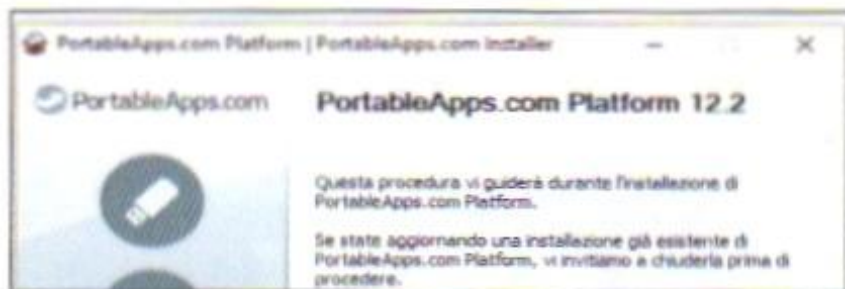 PortableApps.com Platform | PortableApps.com Installer
PortableApps.com
PortableApps.com Platform 12.2
Questa procedura vi guiderà durante l'installazione di
PortableApps.com Platform.
Se state aggiornando una installazione già esistente di
PortableApps.com Platform, vi invitiamo a chiuderla prima di
procedere.